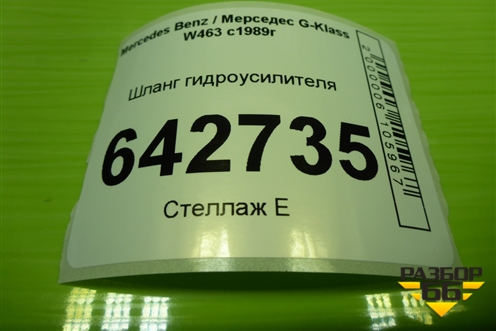 Mercedes Benz / Мерседес G-Klass
W463 с1989г
Шланг гидроусилителя
642735
Стеллаж Е
2000006105967
РАЗБОР
66